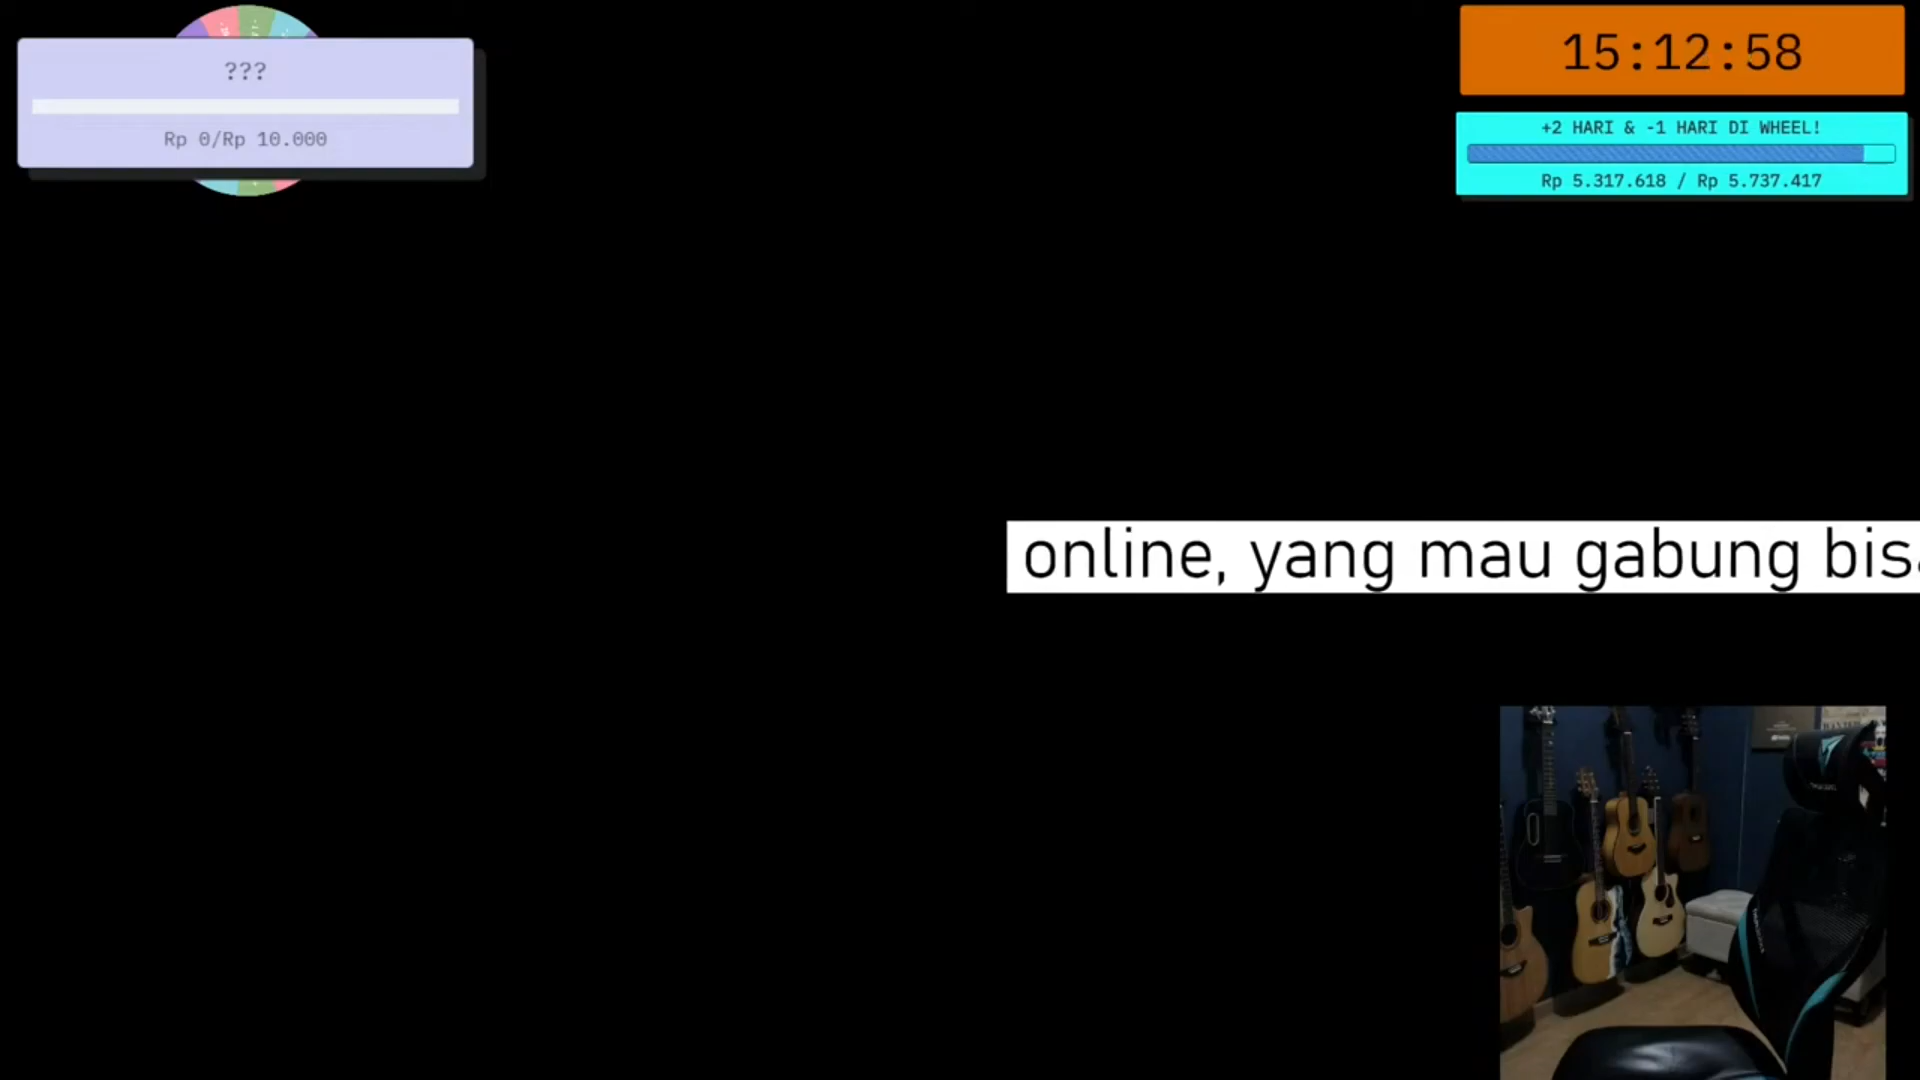 ???
Rp 0/Rp 10.000
15:12:58
+2 HARI & -1 HARI DI WHEEL!
Rp 5.317.618 / Rp 5.737.417
online, yang mau gabung bisa